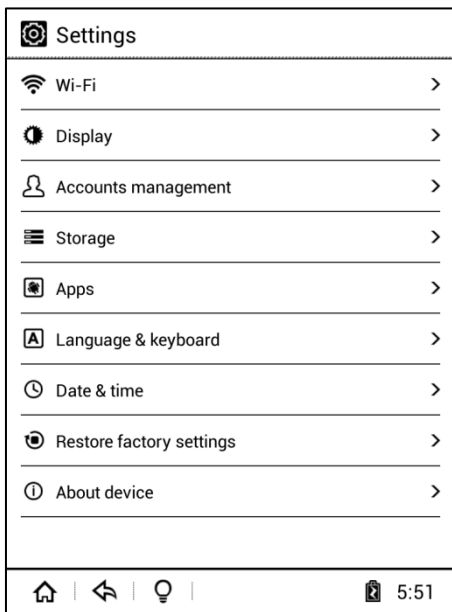 Settings
Wi-Fi
Display
Accounts management
Storage
Apps
Language & keyboard
Date & time
Restore factory settings
About device
5:51